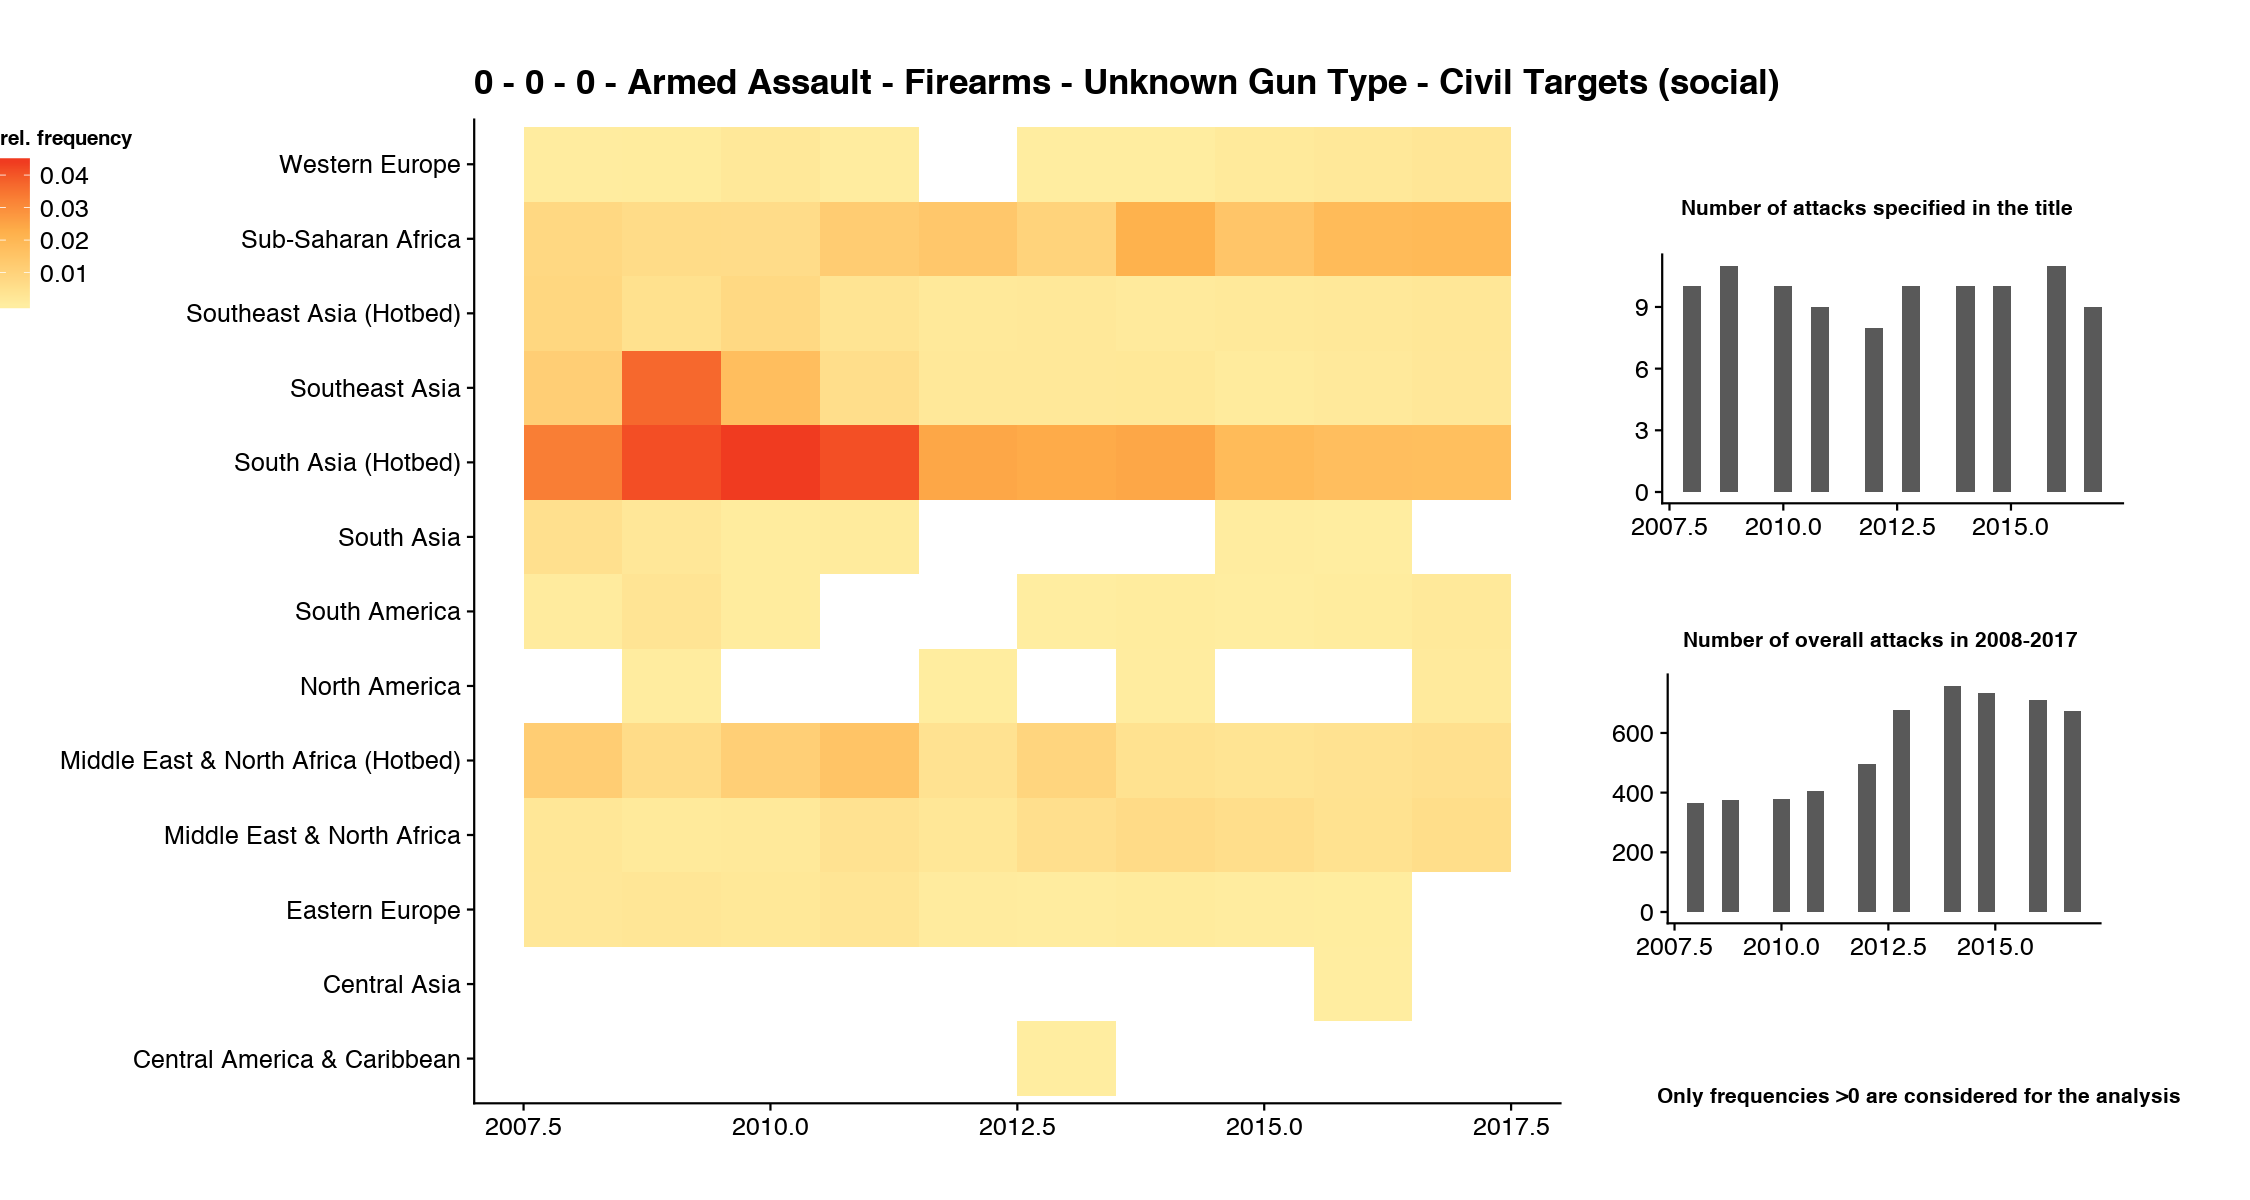 0 - 0 - 0 - Armed Assault - Firearms - Unknown Gun Type - Civil Targets (social)
rel. frequency
0.04
0.03
0.02
0.01
Western Europe
Sub-Saharan Africa
Southeast Asia (Hotbed)
Southeast Asia
South Asia (Hotbed)
South Asia
South America
North America
Middle East & North Africa (Hotbed)
Middle East & North Africa
Eastern Europe
Central Asia
Central America & Caribbean
2007.5 2010.0 2012.5 2015.0 2017.5
Number of attacks specified in the title
9
6
3
0
2007.5 2010.0 2012.5 2015.0
Number of overall attacks in 2008-2017
600
400
200
0
2007.5 2010.0 2012.5 2015.0
Only frequencies >0 are considered for the analysis